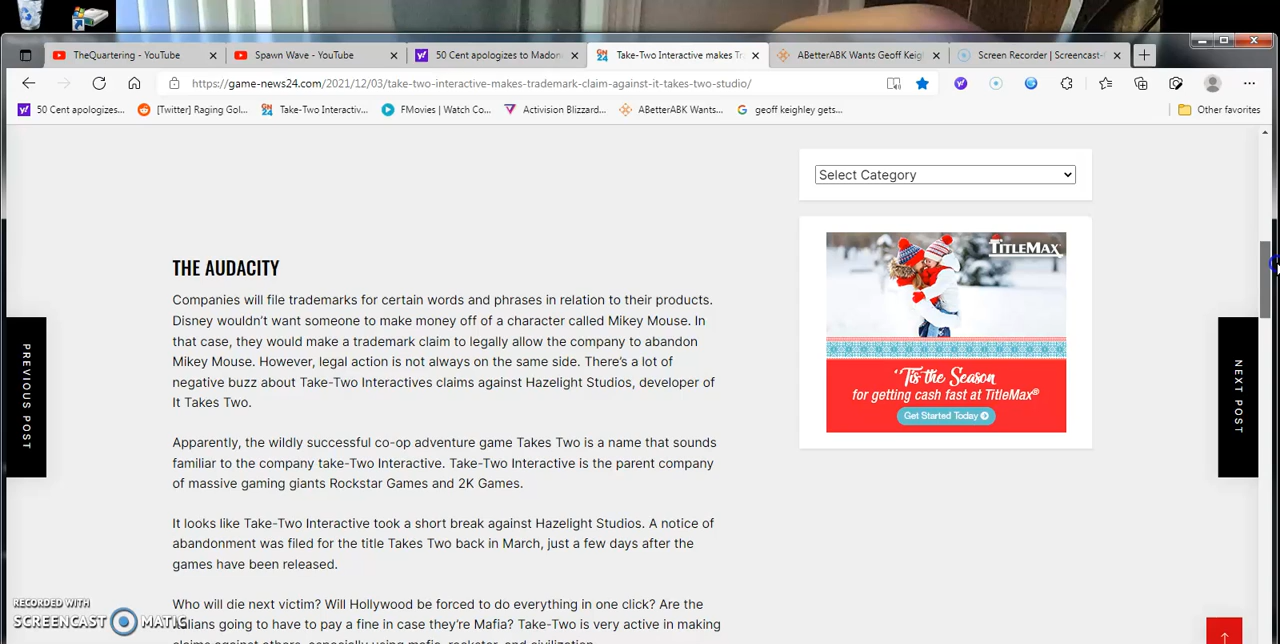 TheQuartering - YouTube
Spawn Wave - YouTube
50 Cent apologizes to Madon
Take-Two Interactive makes Tr
ABetterABK Wants Geoff Keigl
Screen Recorder | Screencast-
https://game-news24.com/2021/12/03/take-two-interactive-makes-trademark-claim-against-it-takes-two-studio/
50 Cent apologizes...
[Twitter] Raging Gol...
Take-Two Interactiv...
FMovies | Watch Co...
Activision Blizzard...
ABetterABK Wants...
geoff keighley gets...
Other favorites
Select Category
TITLEMAX
'Tis the Season
for getting cash fast at TitleMax®
Get Started Today
THE AUDACITY
Companies will file trademarks for certain words and phrases in relation to their products.
Disney wouldn't want someone to make money off of a character called Mikey Mouse. In
that case, they would make a trademark claim to legally allow the company to abandon
Mikey Mouse. However, legal action is not always on the same side. There's a lot of
negative buzz about Take-Two Interactives claims against Hazelight Studios, developer of
It Takes Two.
Apparently, the wildly successful co-op adventure game Takes Two is a name that sounds
familiar to the company take-Two Interactive. Take-Two Interactive is the parent company
of massive gaming giants Rockstar Games and 2K Games.
It looks like Take-Two Interactive took a short break against Hazelight Studios. A notice of
abandonment was filed for the title Takes Two back in March, just a few days after the
games have been released.
Who will die next victim? Will Hollywood be forced to do everything in one click? Are the
Italians going to have to pay a fine in case they're Mafia? Take-Two is very active in making
claims against others, especially using mafia, rockstar, and civilization.
PREVIOUS POST
NEXT POST
RECORDED WITH
SCREENCAST MATIC